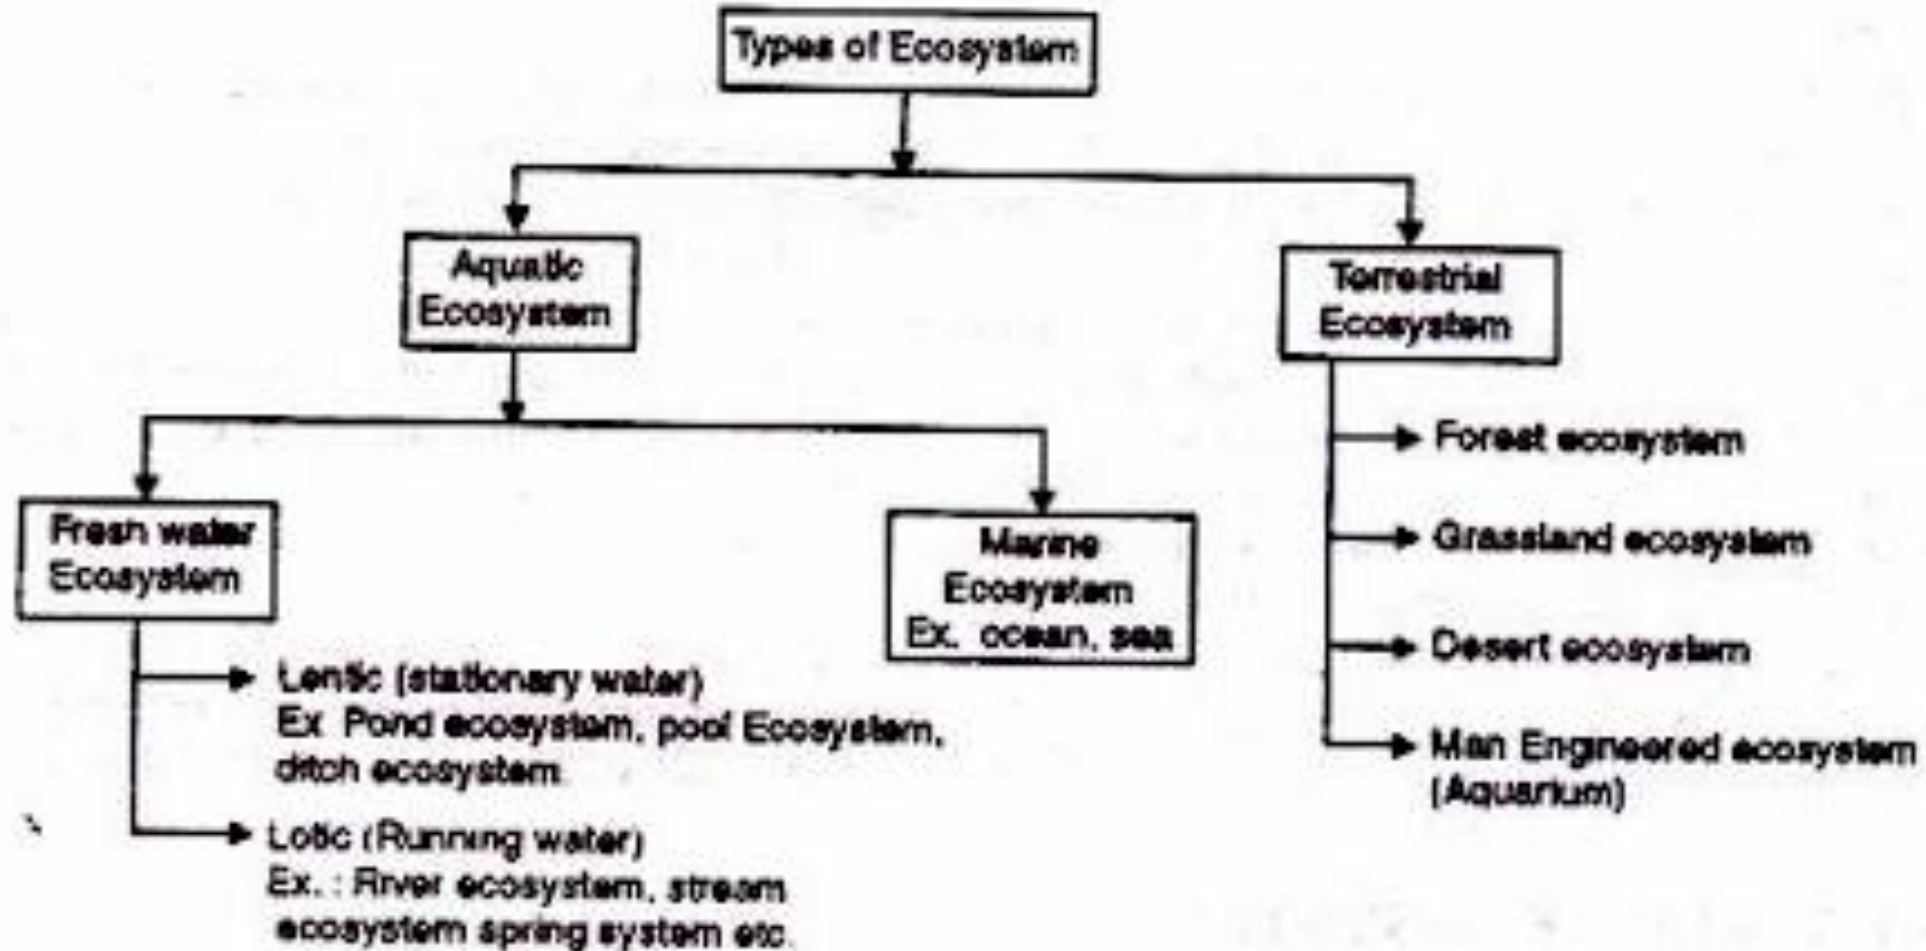 Types of Ecosystem
Aquatic
Ecosystem
Terrestrial
Ecosystem
Fresh water
Ecosystem
Marine
Ecosystem
Ex. ocean, sea
Forest ecosystem
Grassland ecosystem
Desert ecosystem
Man Engineered ecosystem
(Aquarium)
Lentic (stationary water)
Ex Pond ecosystem, pool Ecosystem,
ditch ecosystem.
Lotic (Running water)
Ex. : River ecosystem, stream
ecosystem spring system etc.